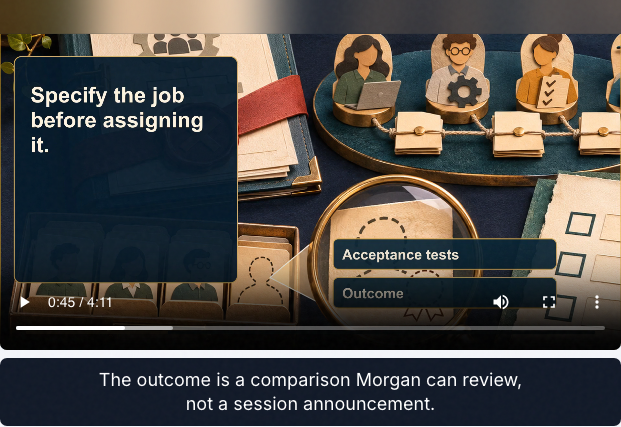 Specify the job
before assigning
it.
Acceptance tests
Outcome
0:45 / 4:11
The outcome is a comparison Morgan can review,
not a session announcement.